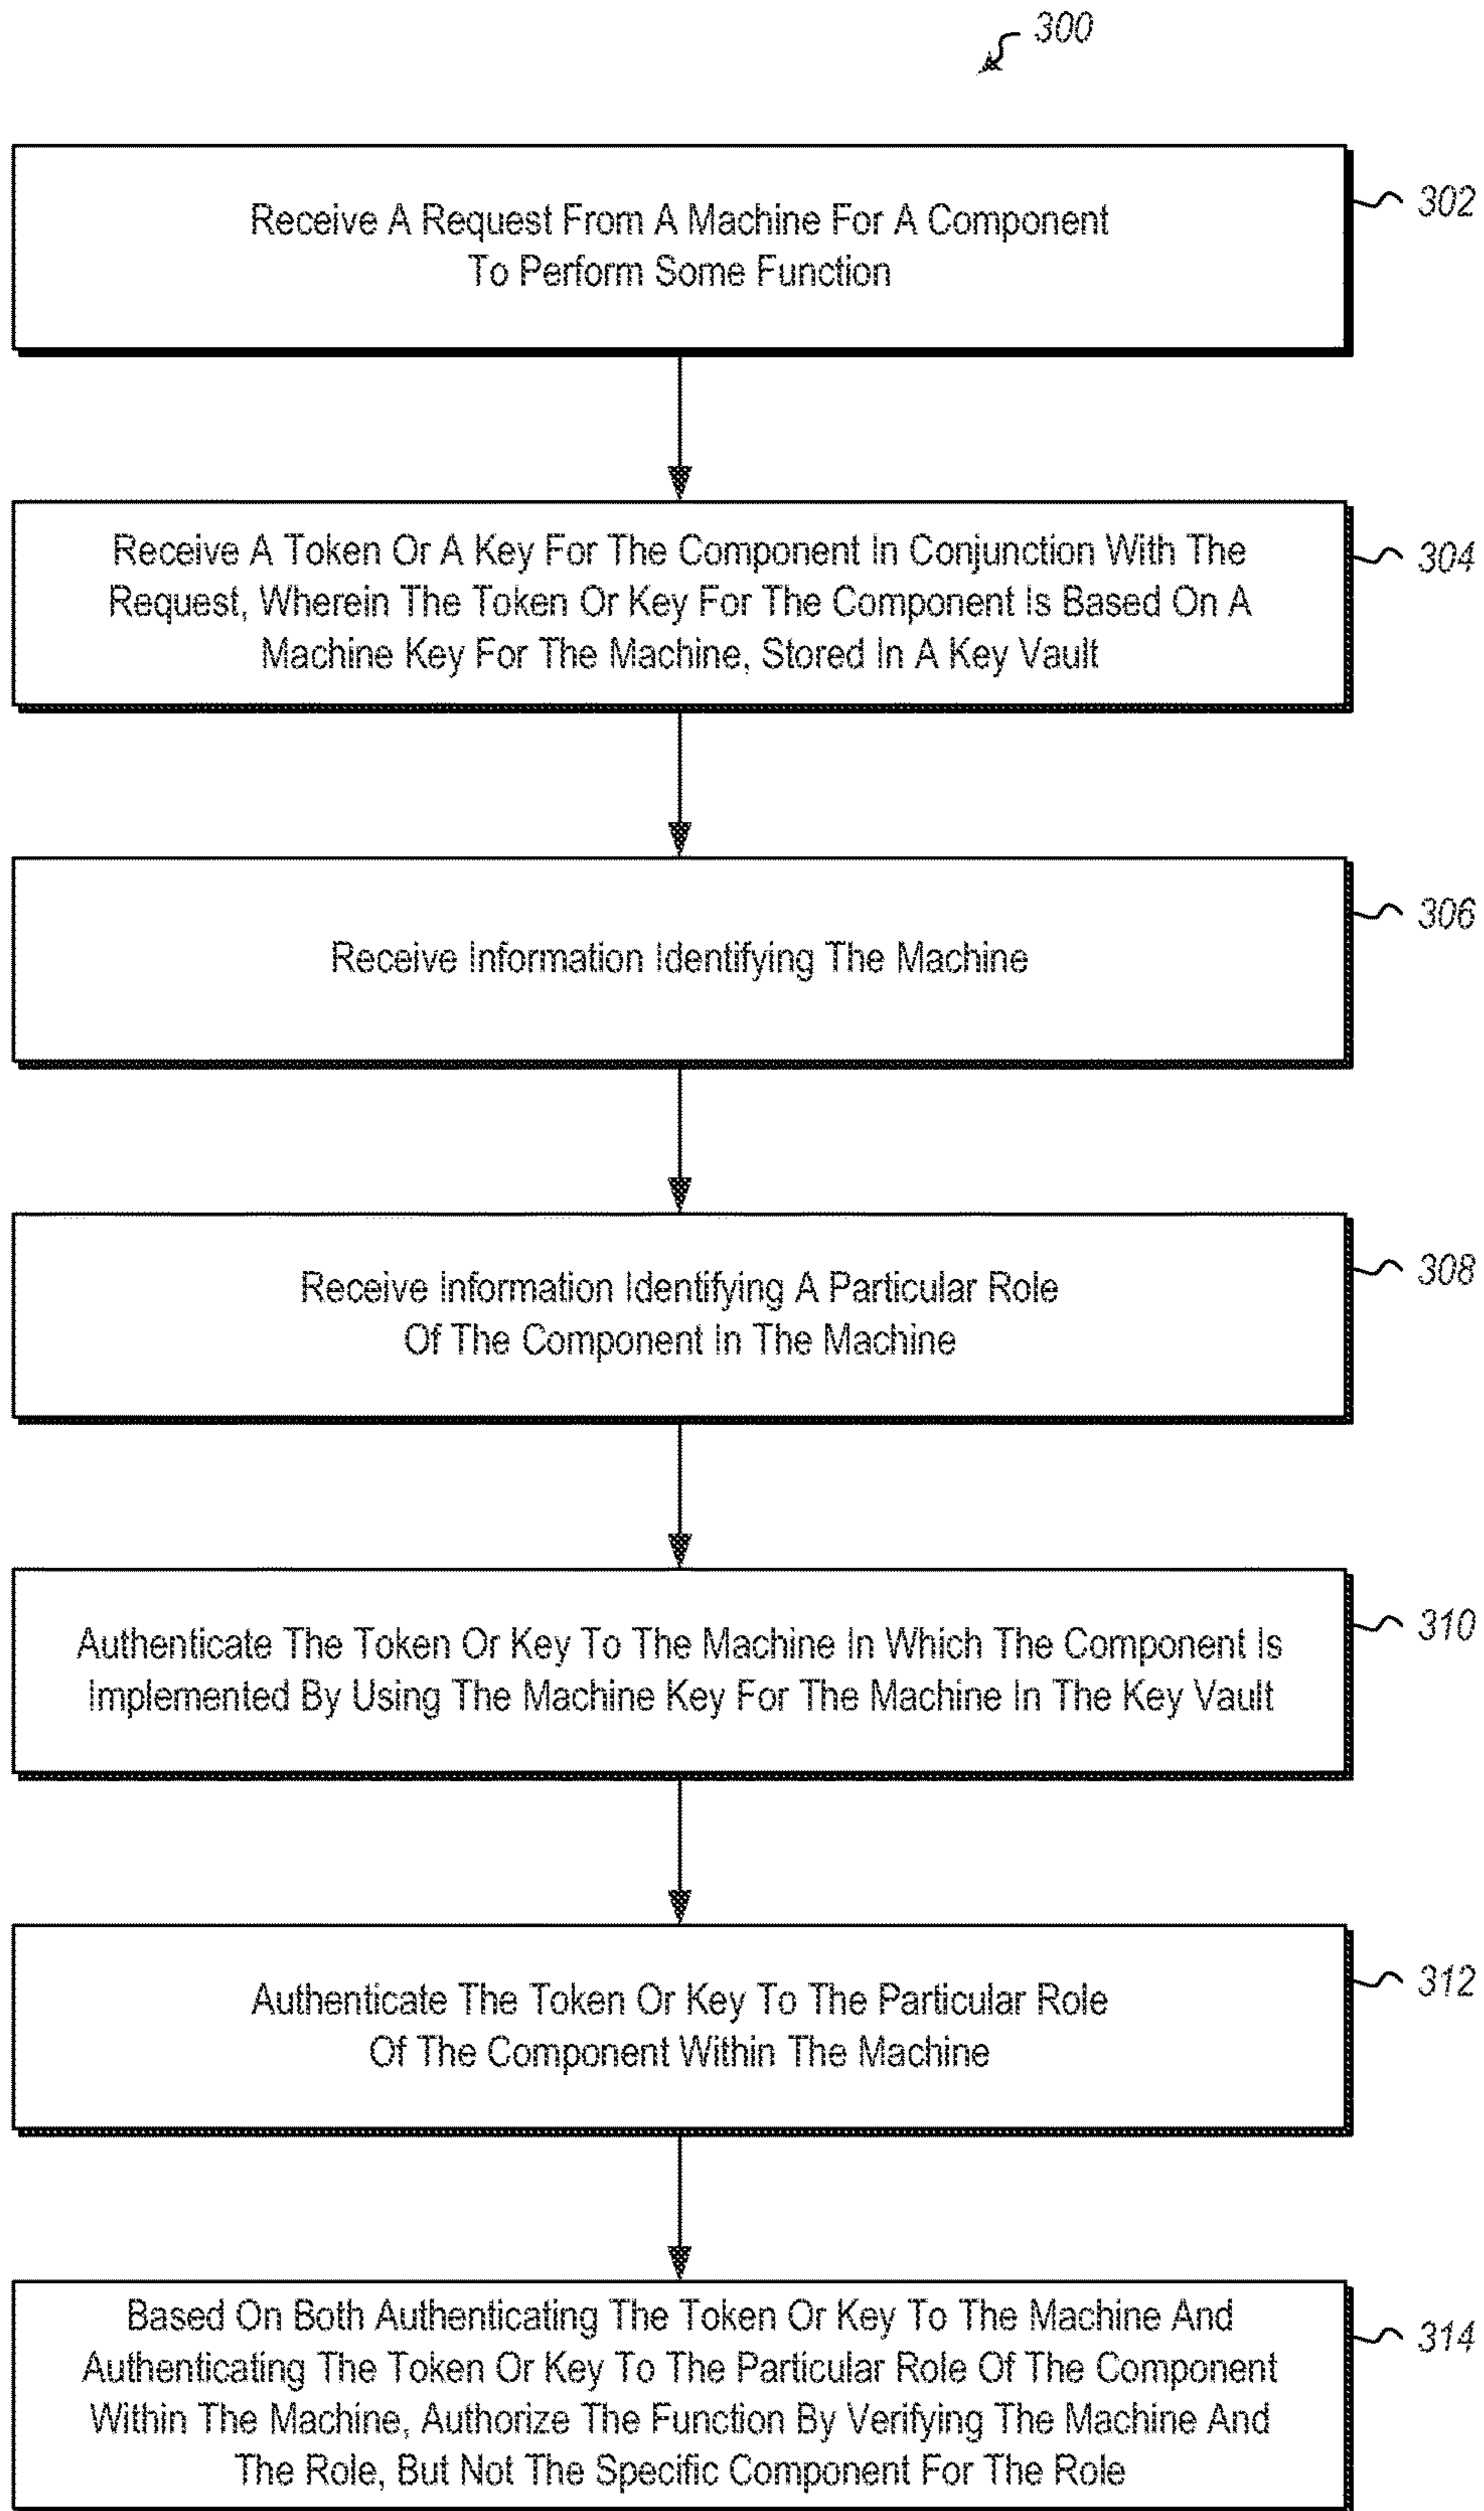 300
Receive A Request From A Machine For A Component
To Perform Some Function
302
Receive A Token Or A Key For The Component In Conjunction With The
Request, Wherein The Token Or Key For The Component Is Based On A
Machine Key For The Machine, Stored In A Key Vault
304
Receive Information Identifying The Machine
306
Receive Information Identifying A Particular Role
Of The Component In The Machine
308
Authenticate The Token Or Key To The Machine In Which The Component Is
Implemented By Using The Machine Key For The Machine In The Key Vault
310
Authenticate The Token Or Key To The Particular Role
Of The Component Within The Machine
312
Based On Both Authenticating The Token Or Key To The Machine And
Authenticating The Token Or Key To The Particular Role Of The Component
Within The Machine, Authorize The Function By Verifying The Machine And
The Role, But Not The Specific Component For The Role
314